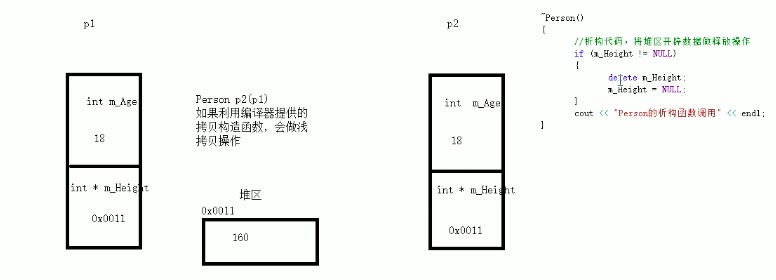 p1
int m_Age
18
int * m_Height
0x0011
Person p2(p1)
如果利用编译器提供的
拷贝构造函数，会做浅
拷贝操作
堆区
0x0011
160
p2
int m_Age
18
int * m_Height
0x0011
~Person()
{
//析构代码，将堆区开辟数据做释放操作
if (m_Height != NULL)
{
delete m_Height;
m_Height = NULL;
}
cout << "Person的析构函数调用" << endl;
}